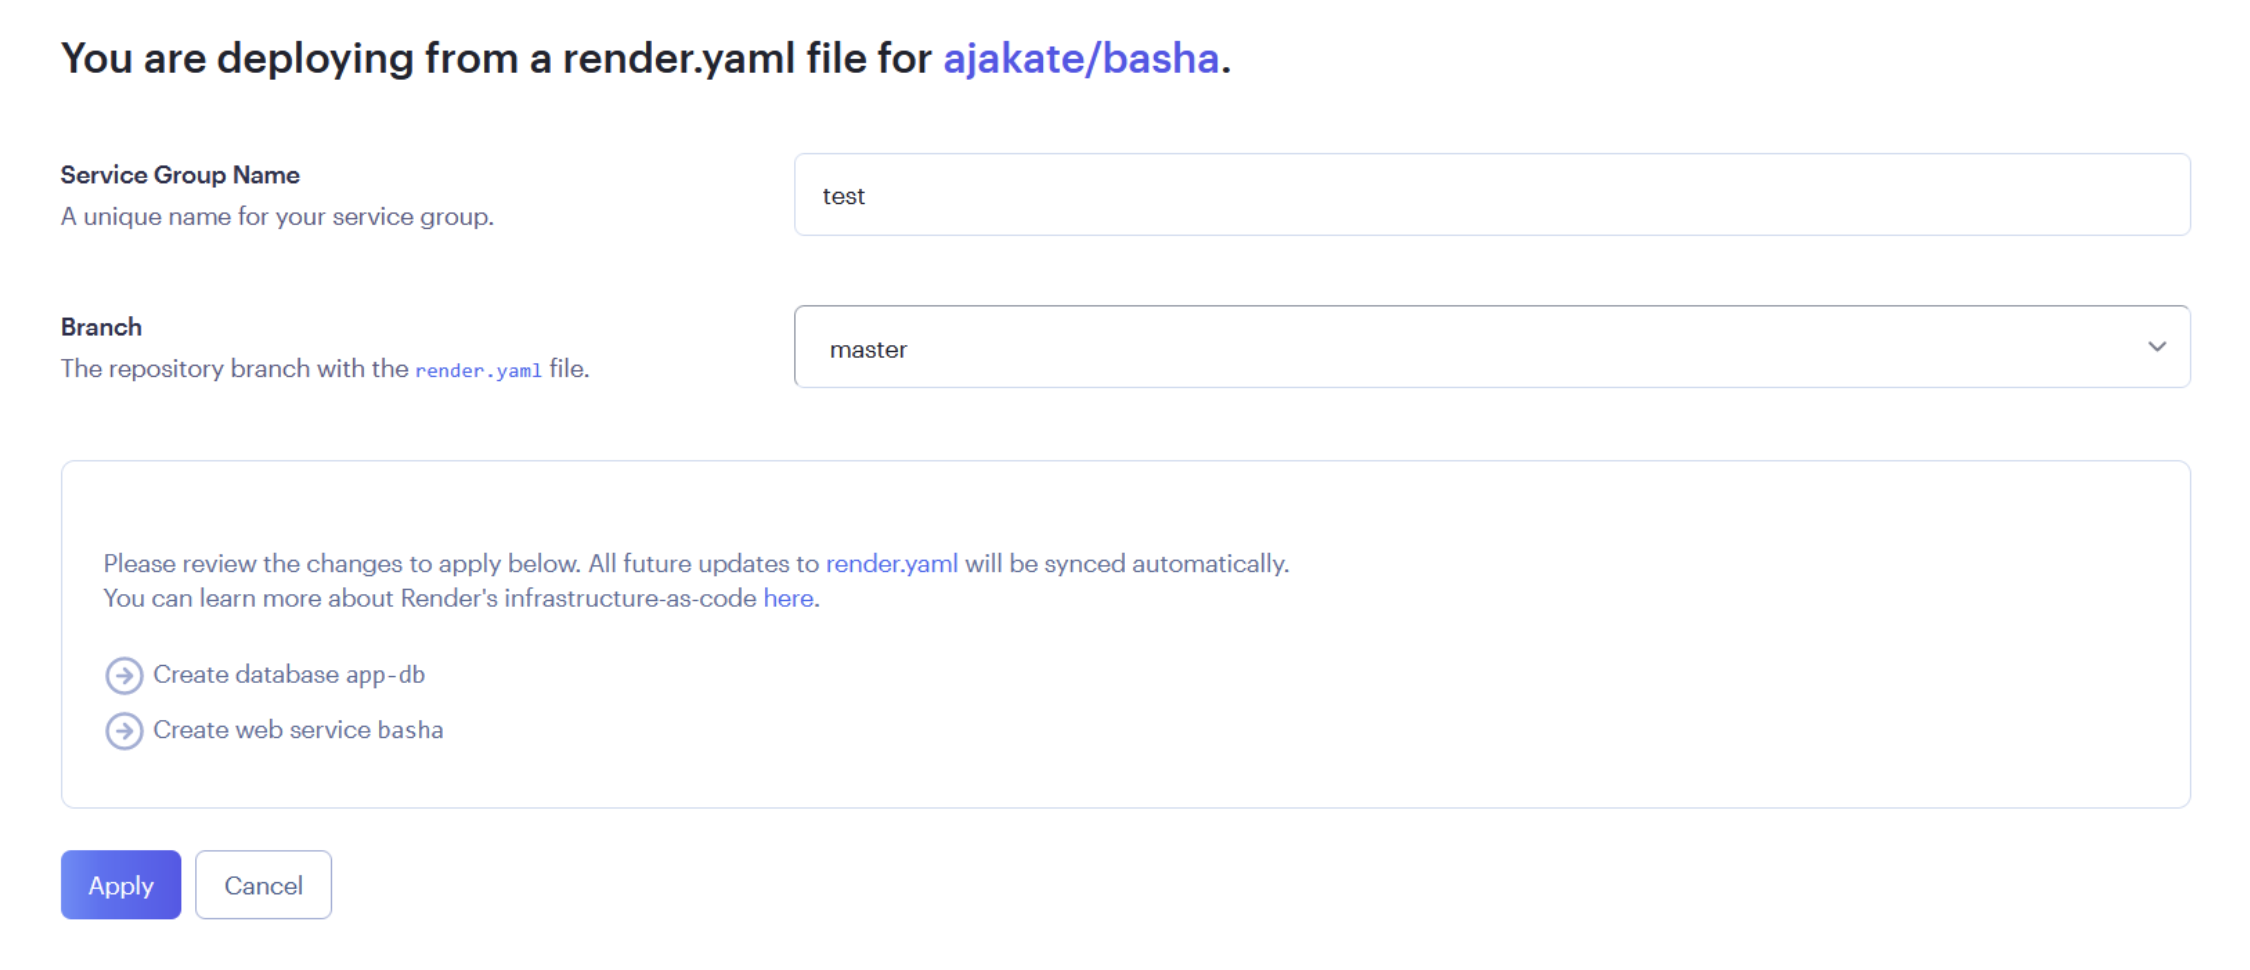 You are deploying from a render.yaml file for ajakate/basha.
Service Group Name
A unique name for your service group.
test
Branch
The repository branch with the render.yaml file.
master
Please review the changes to apply below. All future updates to render.yaml will be synced automatically.
You can learn more about Render's infrastructure-as-code here.
Create database app-db
Create web service basha
Apply
Cancel